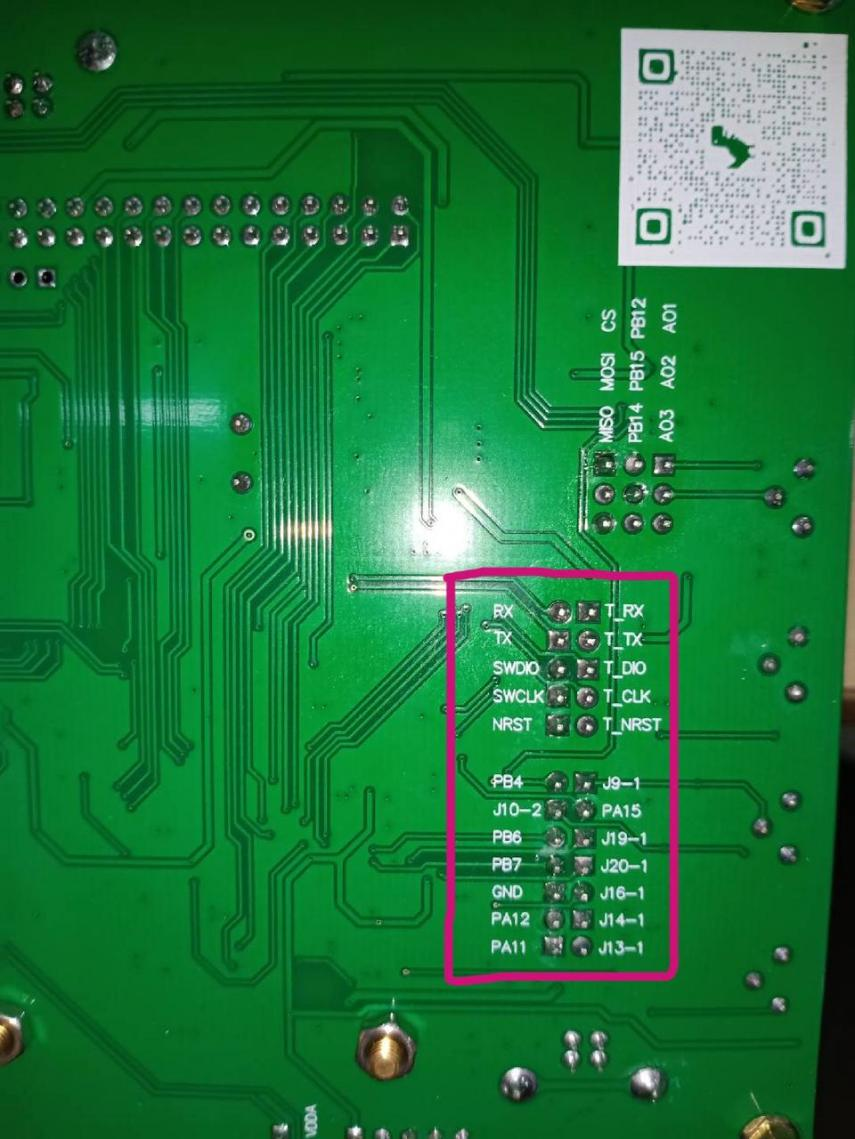 CS PB12 AO1
MOSI PB15 AO2
MISO PB14 AO3
RX T_RX
TX T_TX
SWDIO T_DIO
SWCLK T_CLK
NRST T_NRST
PB4 J9-1
J10-2 PA15
PB6 J19-1
PB7 J20-1
GND J16-1
PA12 J14-1
PA11 J13-1
VDDA